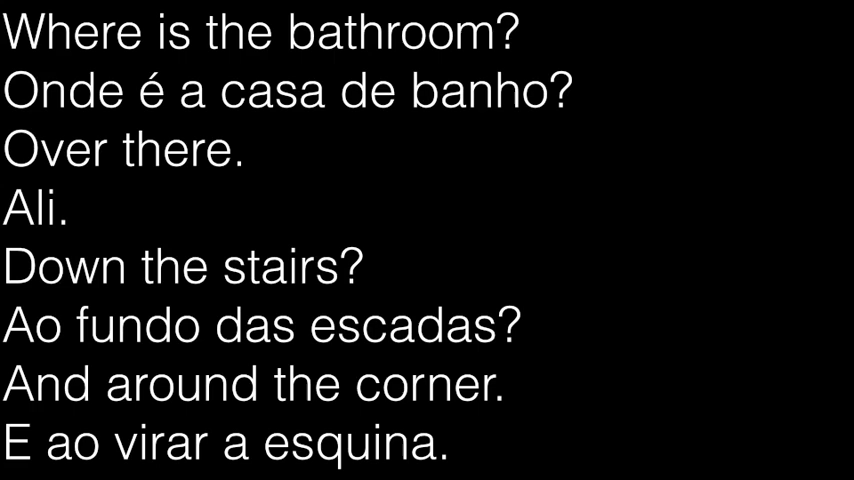 Where is the bathroom?
Onde é a casa de banho?
Over there.
Ali.
Down the stairs?
Ao fundo das escadas?
And around the corner.
E ao virar a esquina.